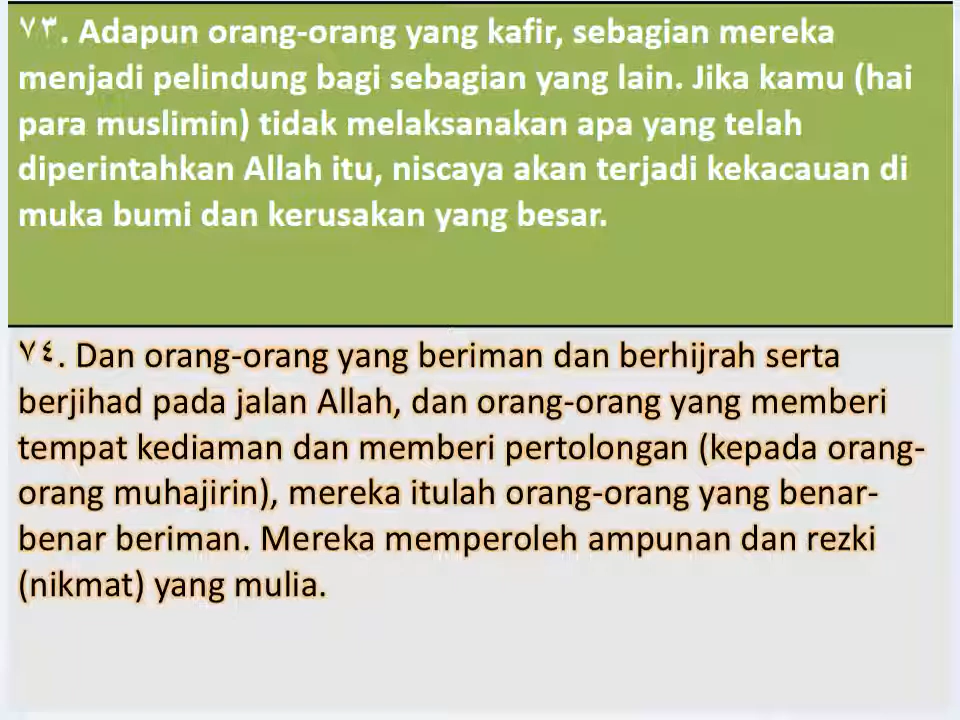 ٧٣. Adapun orang-orang yang kafir, sebagian mereka
menjadi pelindung bagi sebagian yang lain. Jika kamu (hai
para muslimin) tidak melaksanakan apa yang telah
diperintahkan Allah itu, niscaya akan terjadi kekacauan di
muka bumi dan kerusakan yang besar.
٧٤. Dan orang-orang yang beriman dan berhijrah serta
berjihad pada jalan Allah, dan orang-orang yang memberi
tempat kediaman dan memberi pertolongan (kepada orang-
orang muhajirin), mereka itulah orang-orang yang benar-
benar beriman. Mereka memperoleh ampunan dan rezki
(nikmat) yang mulia.